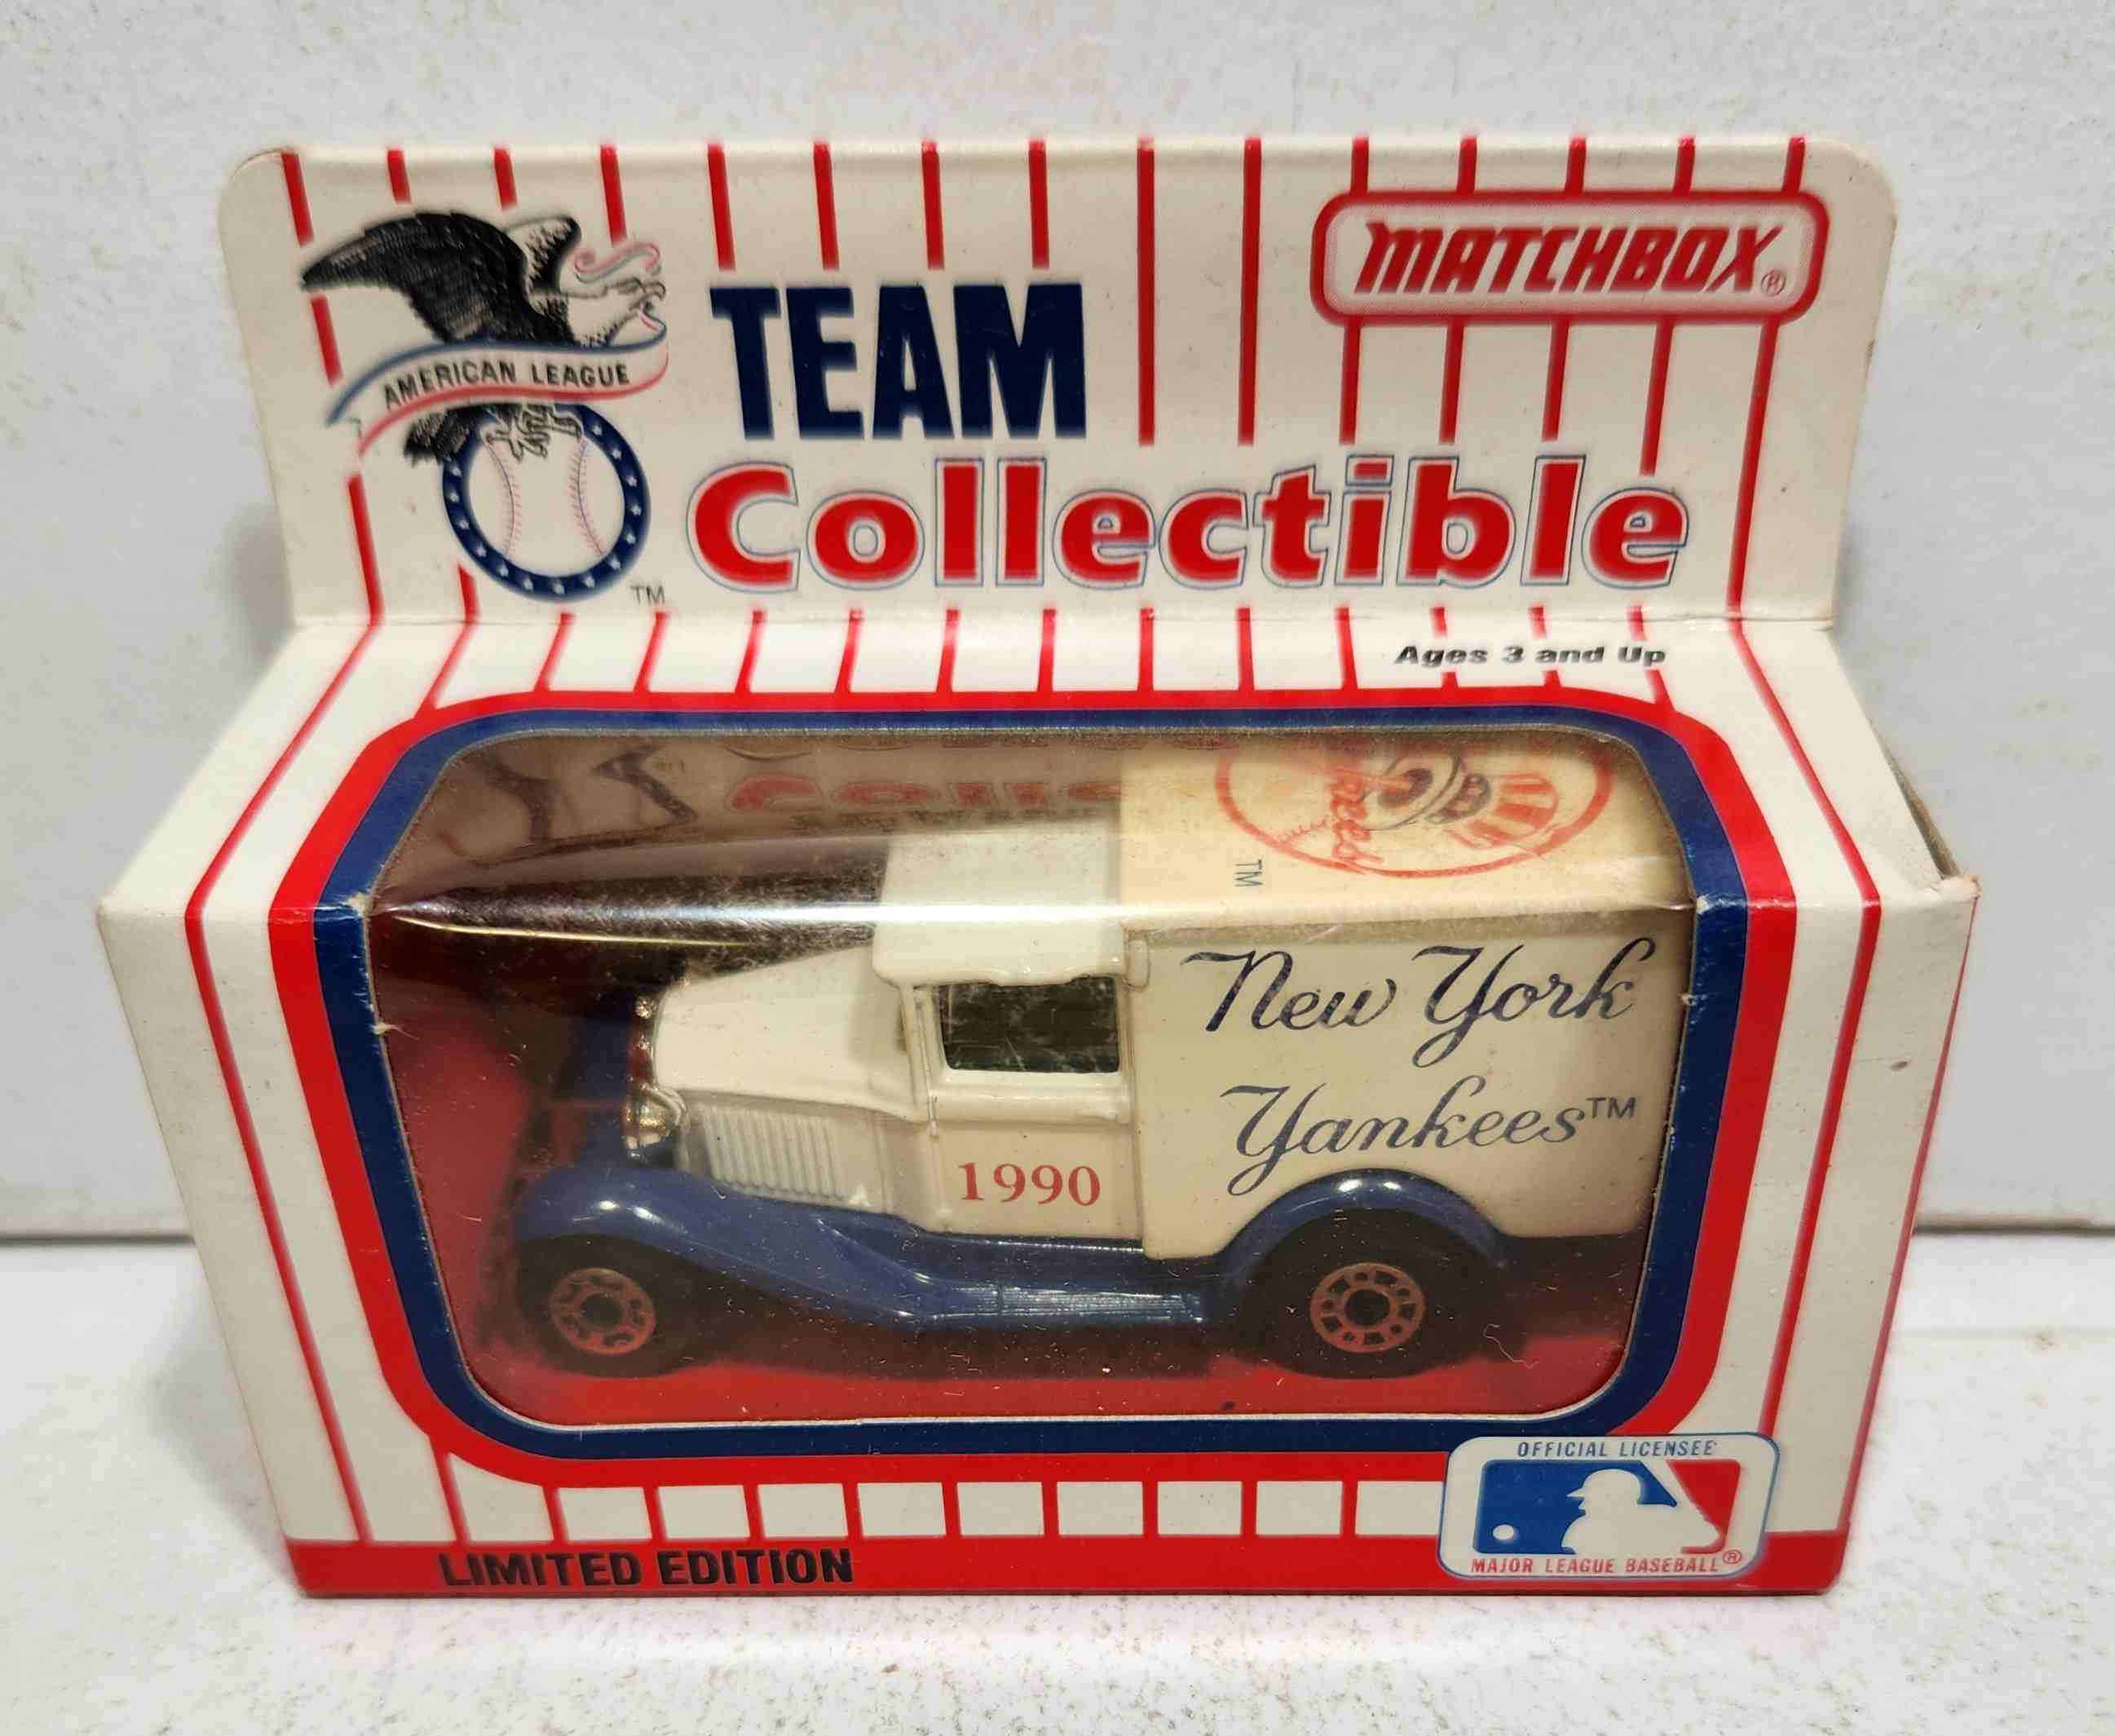 MATCHBOX®
AMERICAN LEAGUE
TM
TEAM
Collectible
Ages 3 and Up
TM
New York
Yankees™
1990
LIMITED EDITION
OFFICIAL LICENSEE
MAJOR LEAGUE BASEBALL®